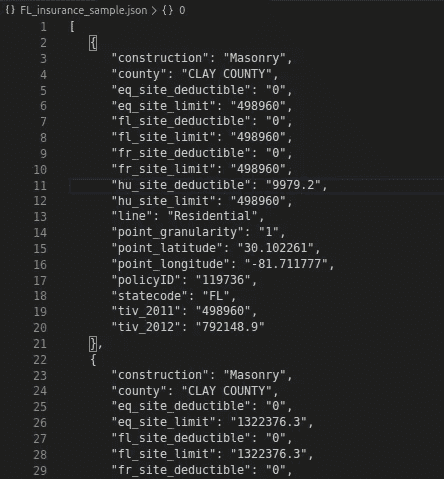 {} FL_insurance_sample.json > {} 0
1 [
2 {
3 "construction": "Masonry",
4 "county": "CLAY COUNTY",
5 "eq_site_deductible": "0",
6 "eq_site_limit": "498960",
7 "fl_site_deductible": "0",
8 "fl_site_limit": "498960",
9 "fr_site_deductible": "0",
10 "fr_site_limit": "498960",
11 "hu_site_deductible": "9979.2",
12 "hu_site_limit": "498960",
13 "line": "Residential",
14 "point_granularity": "1",
15 "point_latitude": "30.102261",
16 "point_longitude": "-81.711777",
17 "policyID": "119736",
18 "statecode": "FL",
19 "tiv_2011": "498960",
20 "tiv_2012": "792148.9"
21 },
22 {
23 "construction": "Masonry",
24 "county": "CLAY COUNTY",
25 "eq_site_deductible": "0",
26 "eq_site_limit": "1322376.3",
27 "fl_site_deductible": "0",
28 "fl_site_limit": "1322376.3",
29 "fr_site_deductible": "0",